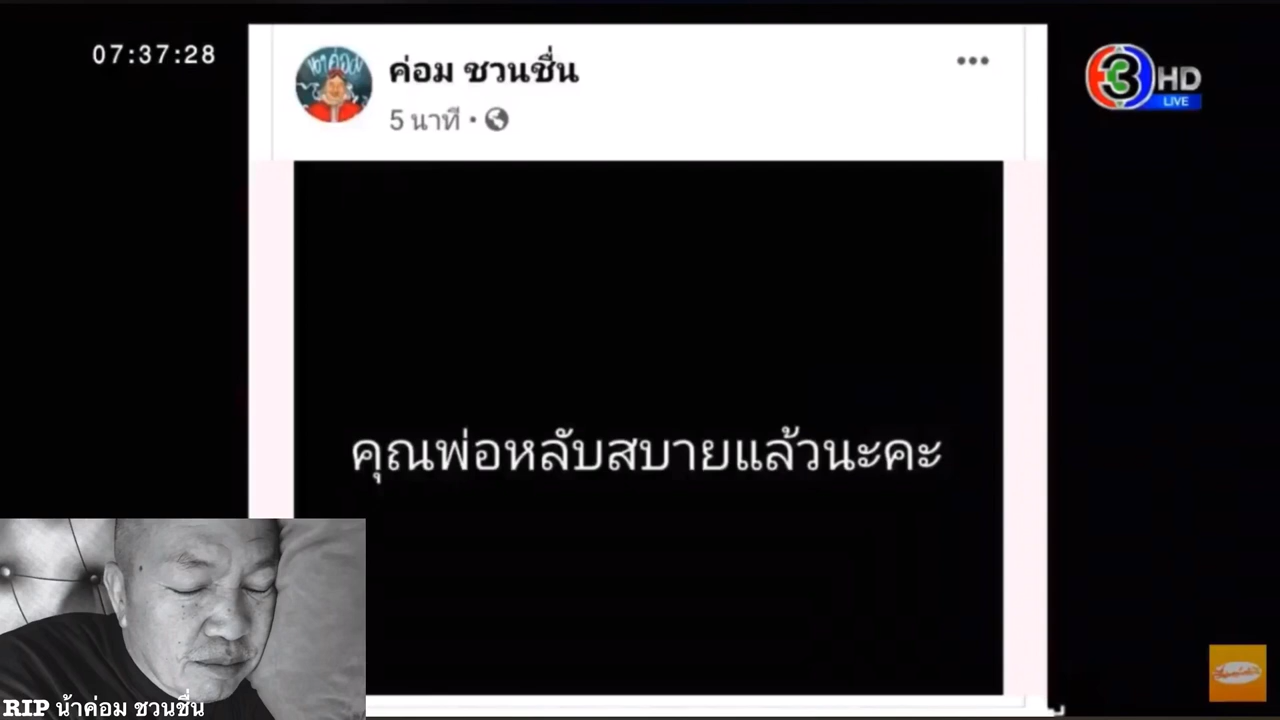 07:37:28
ค่อม ชวนชื่น
5 นาที •
3 HD
LIVE
คุณพ่อหลับสบายแล้วนะคะ
RIP น้าค่อม ชวนชื่น